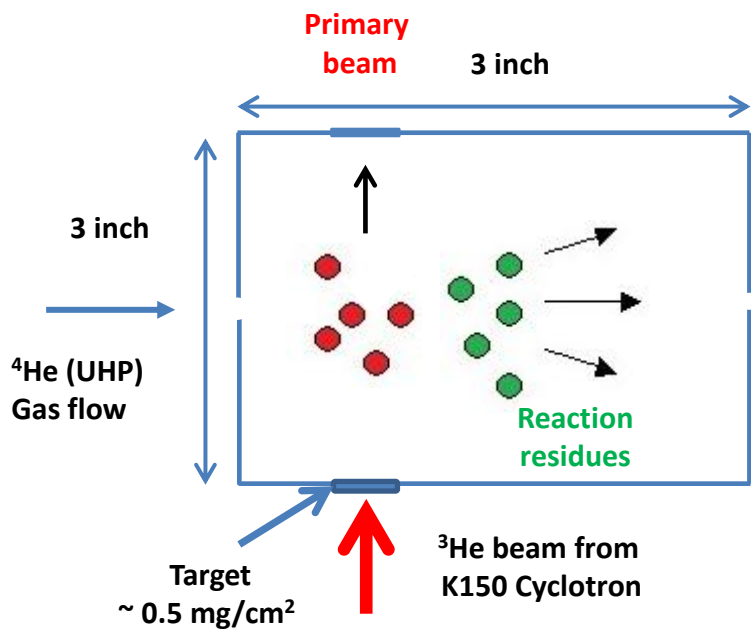 Primary
beam
3 inch
3 inch
⁴He (UHP)
Gas flow
Reaction
residues
Target
~ 0.5 mg/cm²
³He beam from
K150 Cyclotron